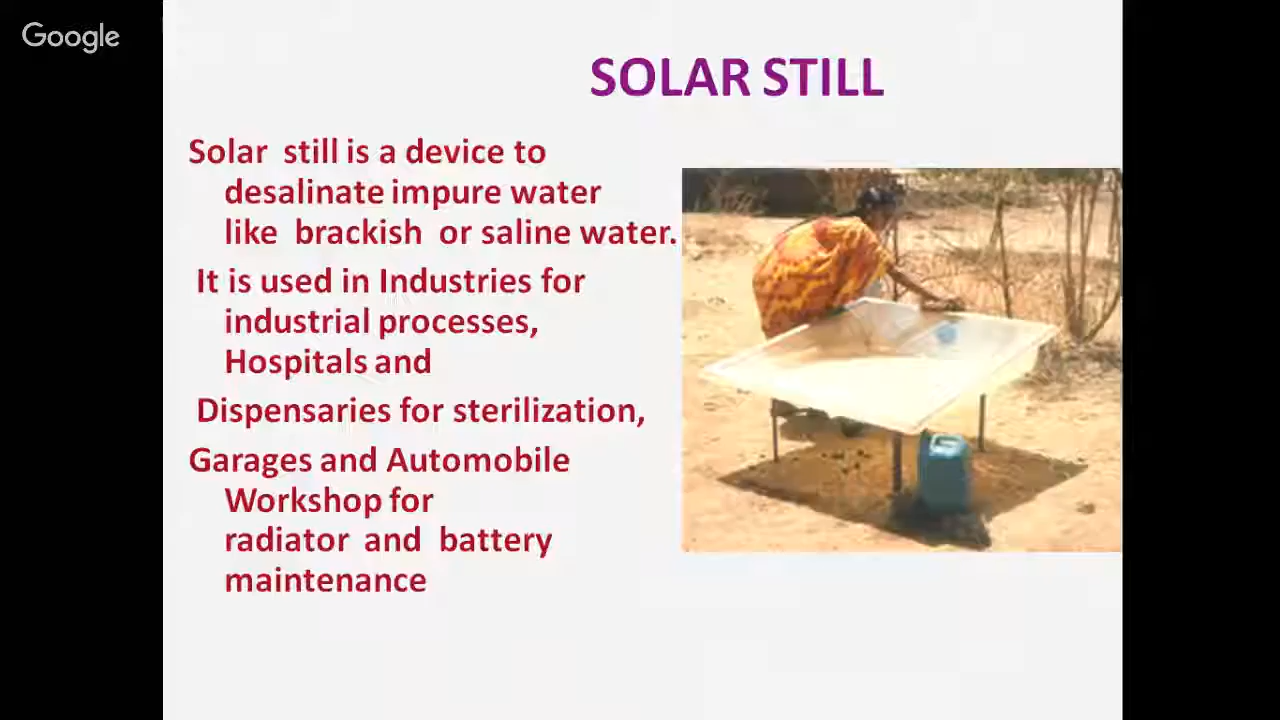 Google
SOLAR STILL
Solar still is a device to
desalinate impure water
like brackish or saline water.
It is used in Industries for
industrial processes,
Hospitals and
Dispensaries for sterilization,
Garages and Automobile
Workshop for
radiator and battery
maintenance